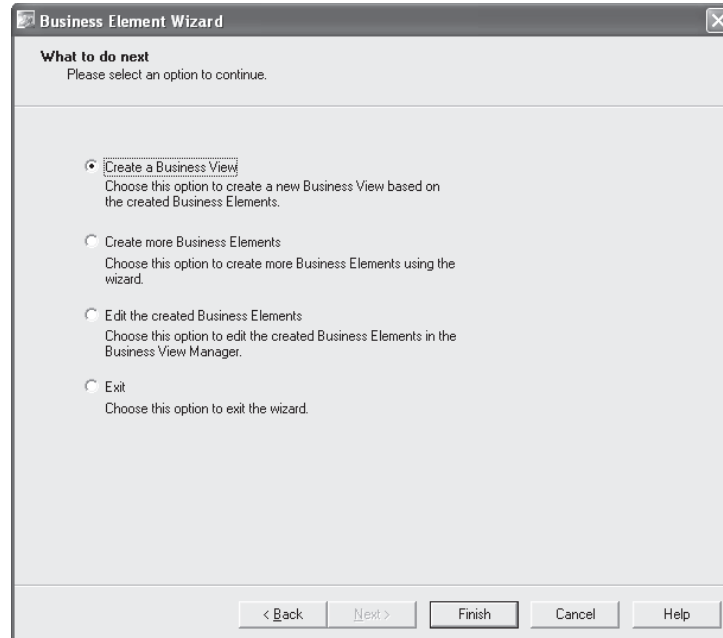 Business Element Wizard
What to do next
Please select an option to continue.
Create a Business View
Choose this option to create a new Business View based on
the created Business Elements.
Create more Business Elements
Choose this option to create more Business Elements using the
wizard.
Edit the created Business Elements
Choose this option to edit the created Business Elements in the
Business View Manager.
Exit
Choose this option to exit the wizard.
< Back Next > Finish Cancel Help